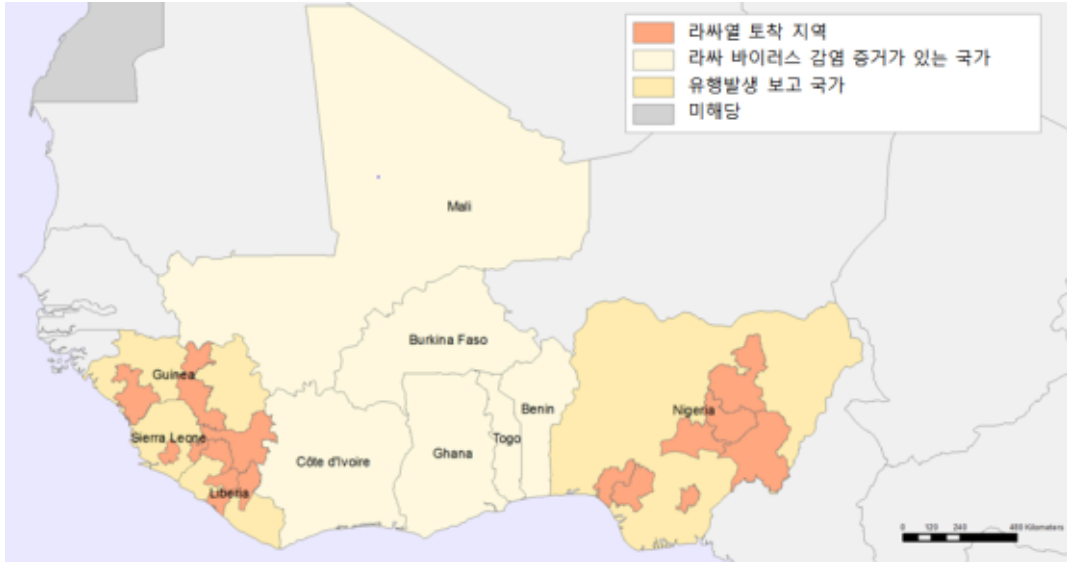 라싸열 토착 지역
라싸 바이러스 감염 증거가 있는 국가
유행발생 보고 국가
미해당
Mali
Burkina Faso
Guinea
Benin
Nigeria
Sierra Leone
Togo
Côte d'Ivoire
Ghana
Liberia
0 120 240 480 Kilometers